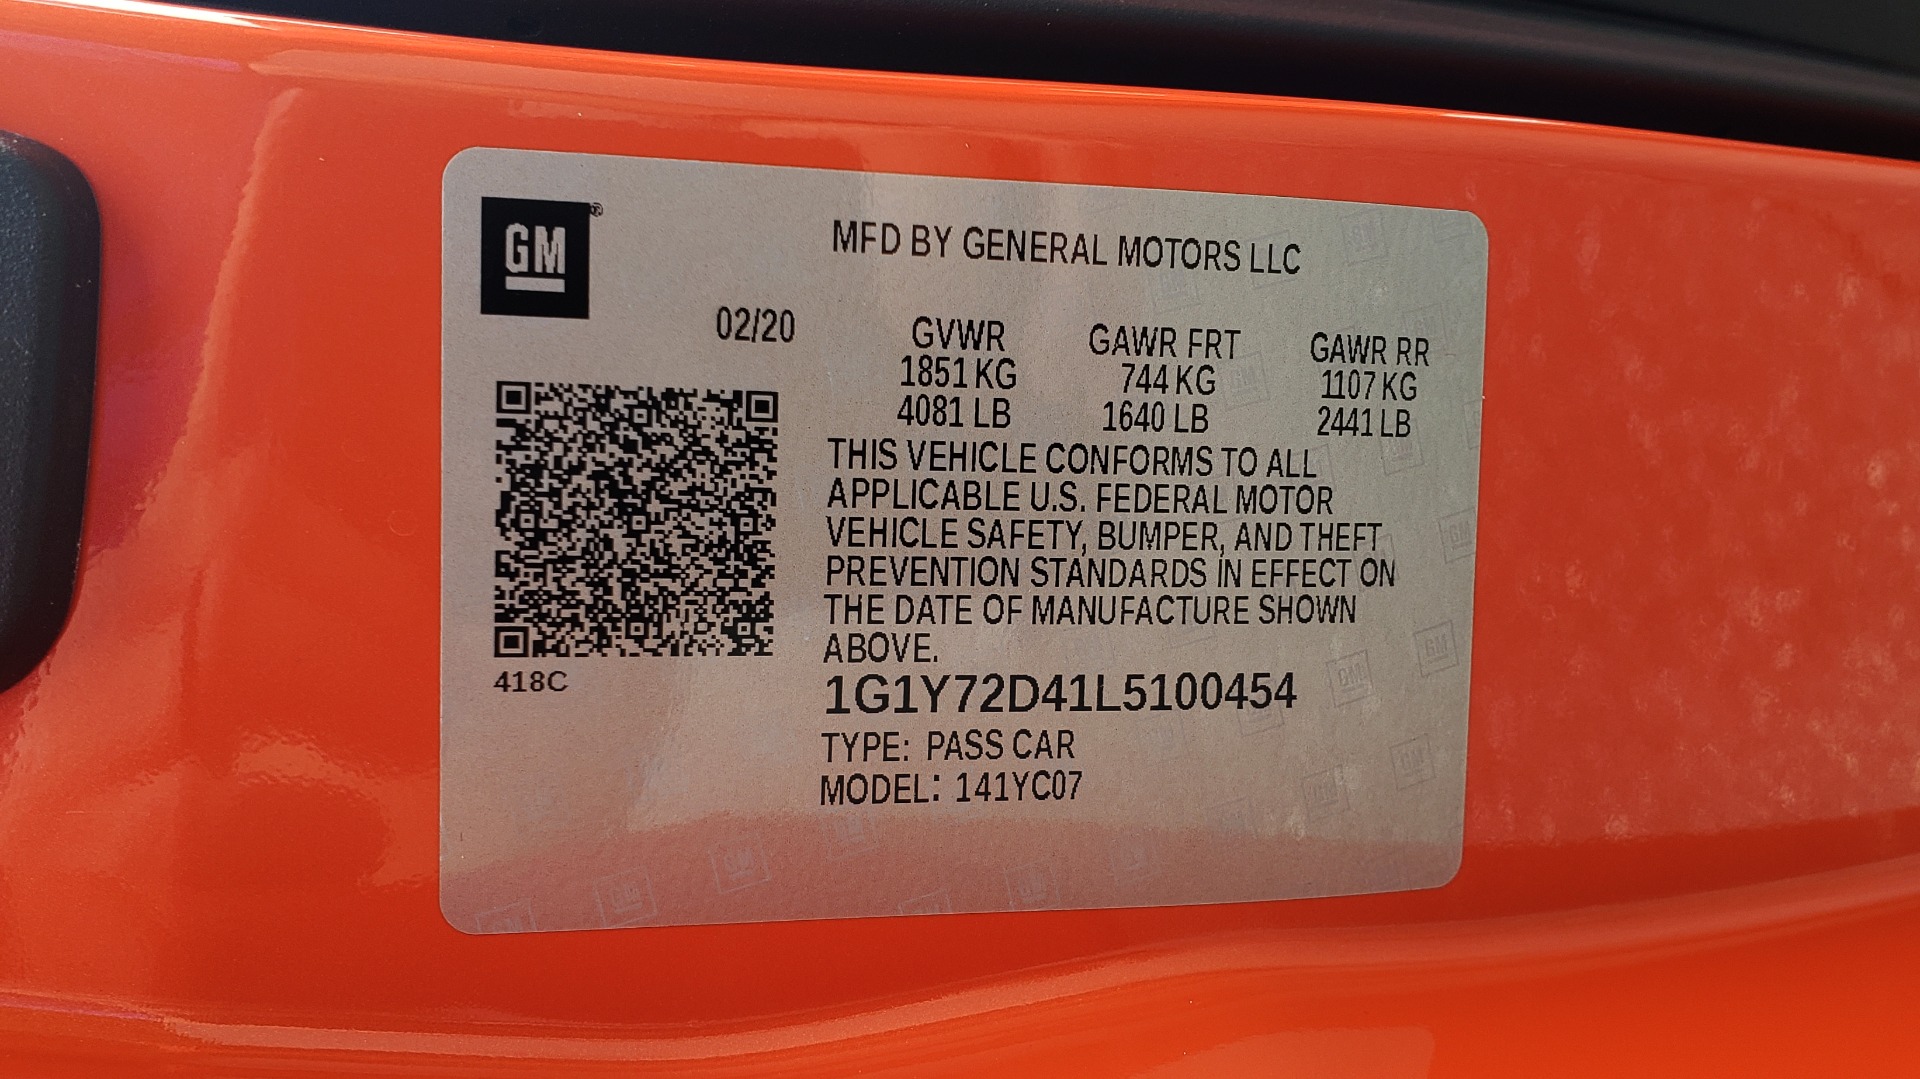 GM®
MFD BY GENERAL MOTORS LLC
02/20
GVWR GAWR FRT GAWR RR
1851 KG 744 KG 1107 KG
4081 LB 1640 LB 2441 LB
THIS VEHICLE CONFORMS TO ALL
APPLICABLE U.S. FEDERAL MOTOR
VEHICLE SAFETY, BUMPER, AND THEFT
PREVENTION STANDARDS IN EFFECT ON
THE DATE OF MANUFACTURE SHOWN
ABOVE.
418C
1G1Y72D41L5100454
TYPE: PASS CAR
MODEL: 141YC07